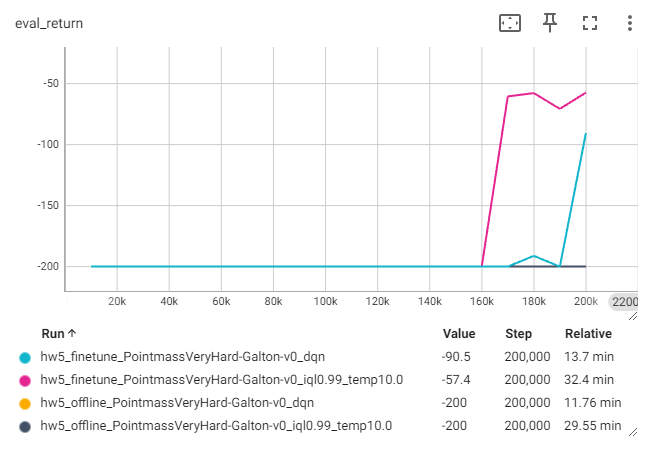 eval_return
-50
-100
-150
-200
20k 40k 60k 80k 100k 120k 140k 160k 180k 200k 2200
Run ↑ Value Step Relative
hw5_finetune_PointmassVeryHard-Galton-v0_dqn -90.5 200,000 13.7 min
hw5_finetune_PointmassVeryHard-Galton-v0_iql0.99_temp10.0 -57.4 200,000 32.4 min
hw5_offline_PointmassVeryHard-Galton-v0_dqn -200 200,000 11.76 min
hw5_offline_PointmassVeryHard-Galton-v0_iql0.99_temp10.0 -200 200,000 29.55 min